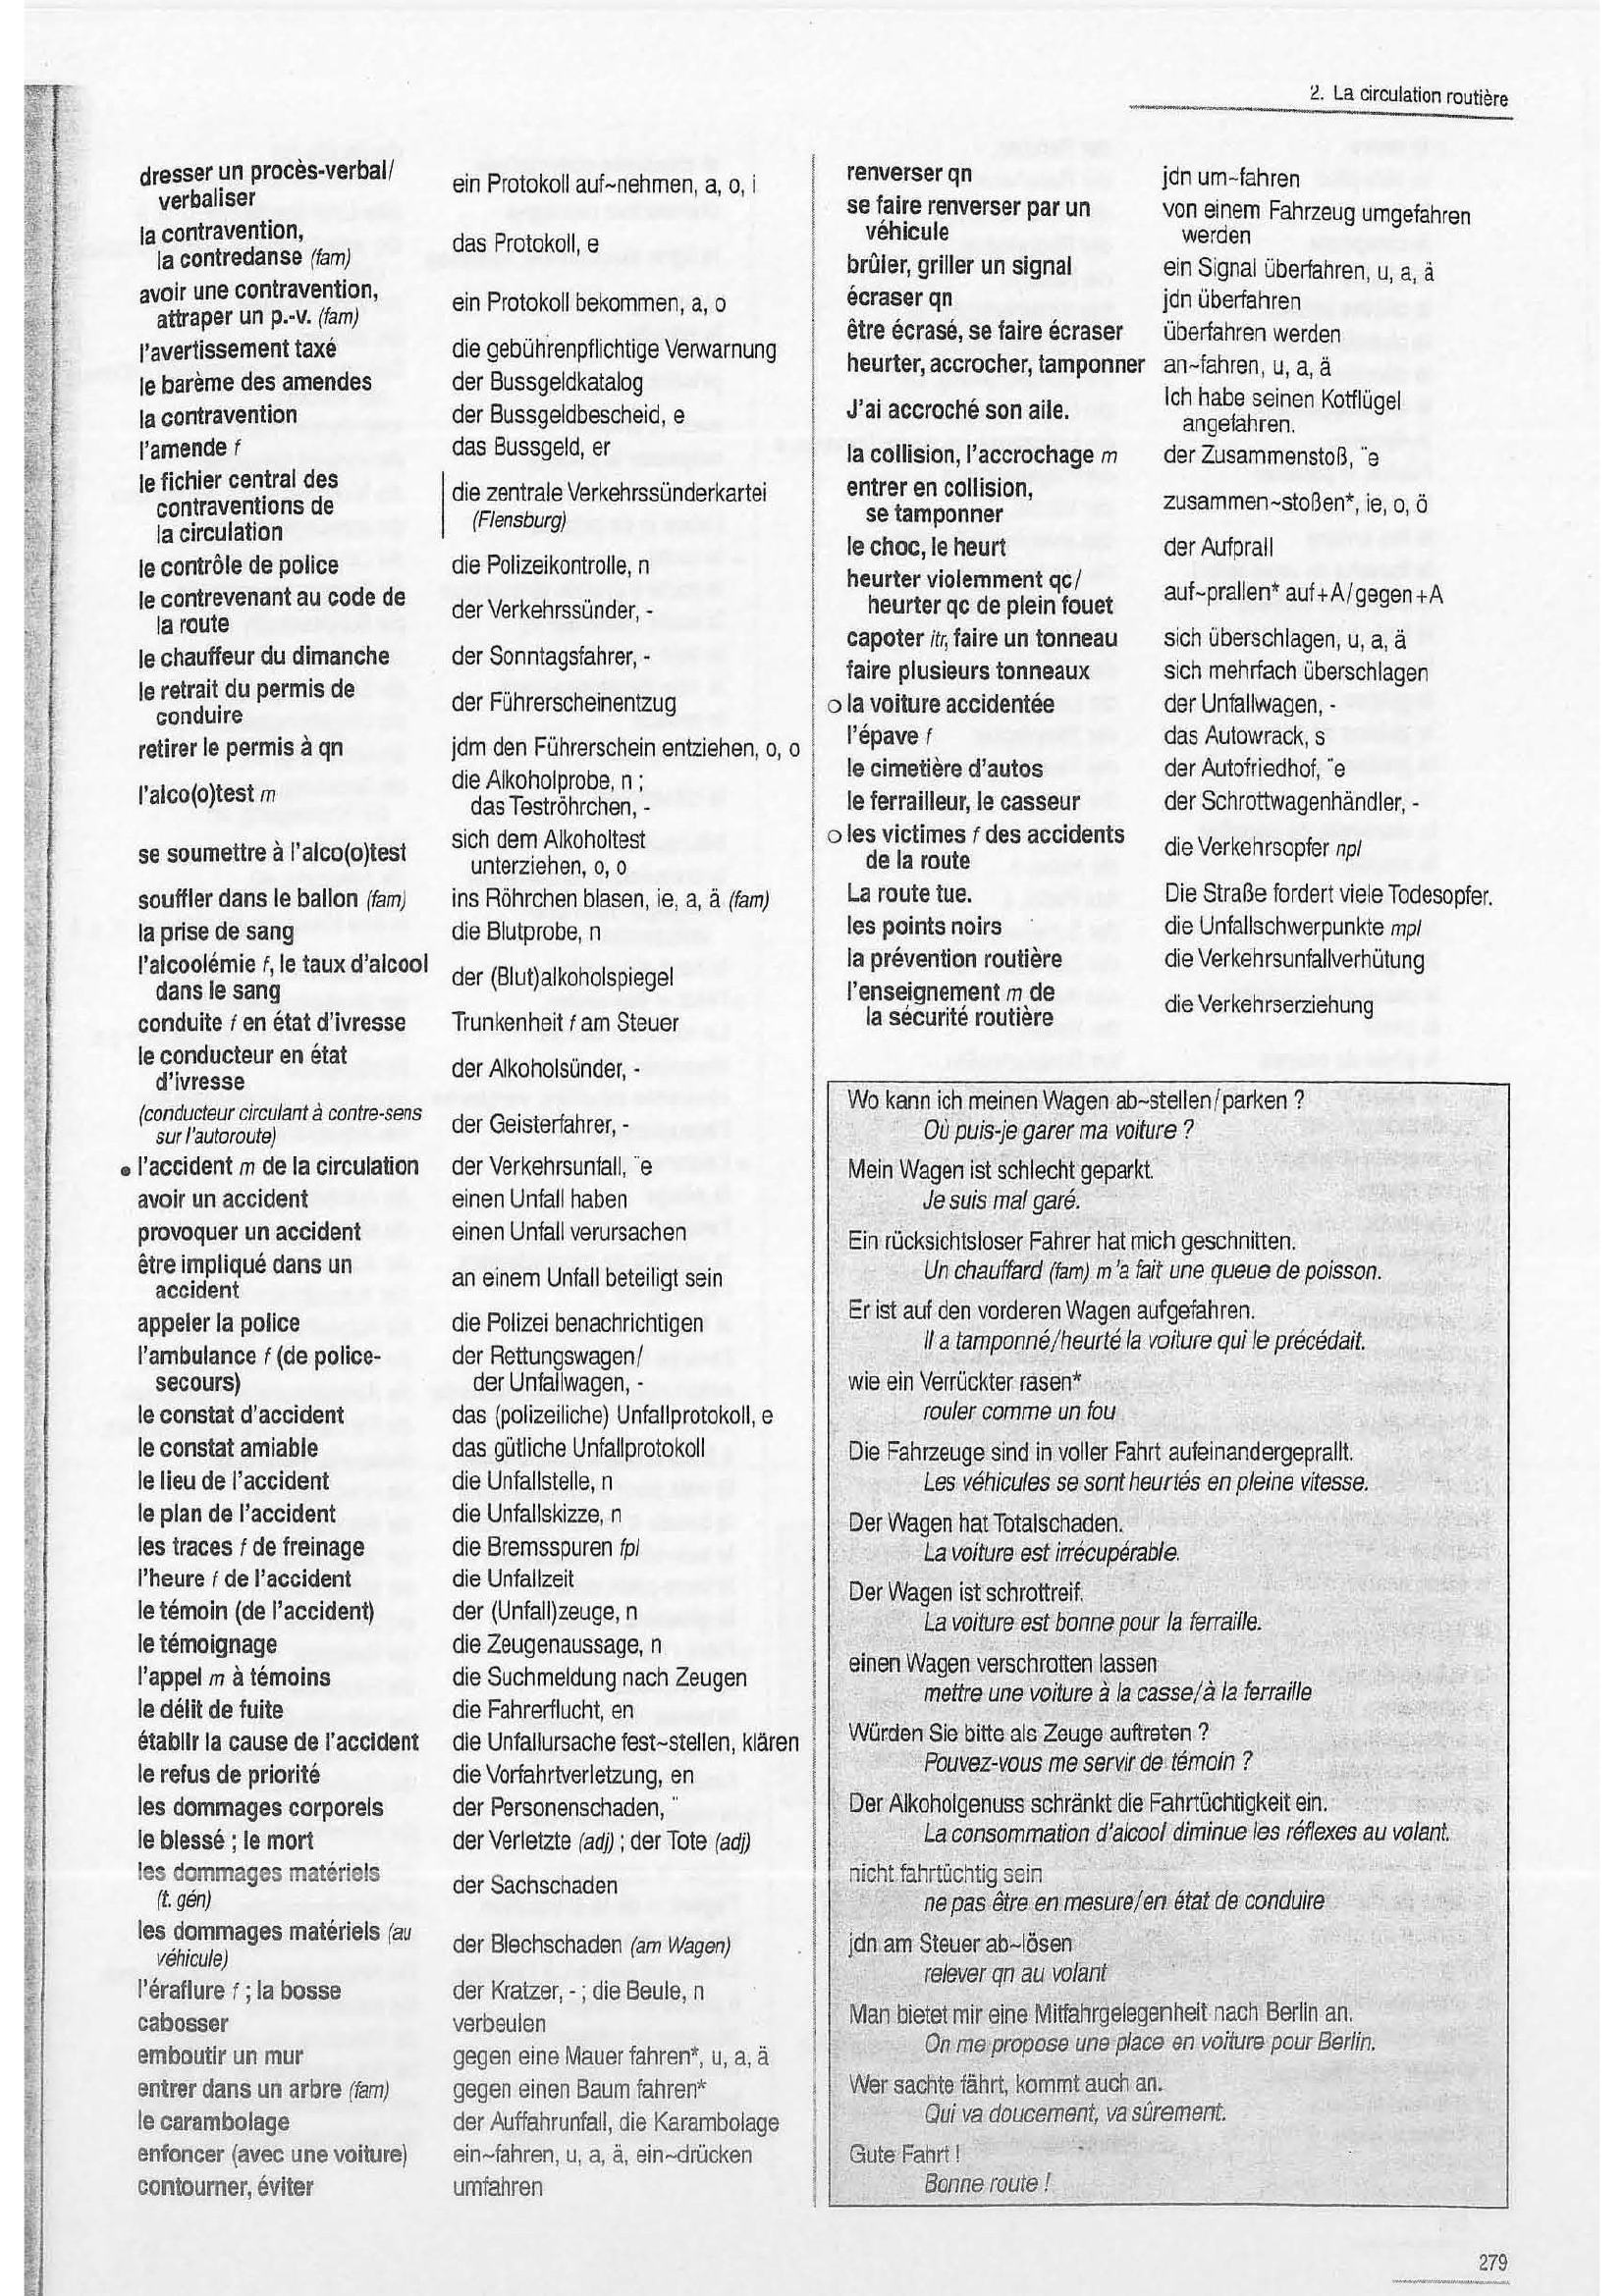 2. La circulation routière
dresser un procès-verbal/ ein Protokoll auf~nehmen, a, o, i
verbaliser
la contravention, das Protokoll, e
la contredanse (fam)
avoir une contravention, ein Protokoll bekommen, a, o
attraper un p.-v. (fam)
l'avertissement taxé die gebührenpflichtige Verwarnung
le barème des amendes der Bussgeldkatalog
la contravention der Bussgeldbescheid, e
l'amende f das Bussgeld, er
le fichier central des die zentrale Verkehrssünderkartei
contraventions de (Flensburg)
la circulation
le contrôle de police die Polizeikontrolle, n
le contrevenant au code de der Verkehrssünder, -
la route
le chauffeur du dimanche der Sonntagsfahrer, -
le retrait du permis de der Führerscheinentzug
conduire
retirer le permis à qn jdm den Führerschein entziehen, o, o
l'alco(o)test m die Alkoholprobe, n ;
das Teströhrchen, -
se soumettre à l'alco(o)test sich dem Alkoholtest
unterziehen, o, o
souffler dans le ballon (fam) ins Röhrchen blasen, ie, a, ä (fam)
la prise de sang die Blutprobe, n
l'alcoolémie f, le taux d'alcool der (Blut)alkoholspiegel
dans le sang
conduite f en état d'ivresse Trunkenheit f am Steuer
le conducteur en état der Alkoholsünder, -
d'ivresse
(conducteur circulant à contre-sens der Geisterfahrer, -
sur l'autoroute)
• l'accident m de la circulation der Verkehrsunfall, ¨e
avoir un accident einen Unfall haben
provoquer un accident einen Unfall verursachen
être impliqué dans un an einem Unfall beteiligt sein
accident
appeler la police die Polizei benachrichtigen
l'ambulance f (de police- der Rettungswagen/
secours) der Unfallwagen, -
le constat d'accident das (polizeiliche) Unfallprotokoll, e
le constat amiable das gütliche Unfallprotokoll
le lieu de l'accident die Unfallstelle, n
le plan de l'accident die Unfallskizze, n
les traces f de freinage die Bremsspuren fpl
l'heure f de l'accident die Unfallzeit
le témoin (de l'accident) der (Unfall)zeuge, n
le témoignage die Zeugenaussage, n
l'appel m à témoins die Suchmeldung nach Zeugen
le délit de fuite die Fahrerflucht, en
établir la cause de l'accident die Unfallursache fest~stellen, klären
le refus de priorité die Vorfahrtverletzung, en
les dommages corporels der Personenschaden, ¨
le blessé ; le mort der Verletzte (adj) ; der Tote (adj)
les dommages matériels der Sachschaden
(t. gén)
les dommages matériels (au der Blechschaden (am Wagen)
véhicule)
l'éraflure f ; la bosse der Kratzer, - ; die Beule, n
cabosser verbeulen
emboutir un mur gegen eine Mauer fahren*, u, a, ä
entrer dans un arbre (fam) gegen einen Baum fahren*
le carambolage der Auffahrunfall, die Karambolage
enfoncer (avec une voiture) ein~fahren, u, a, ä, ein~drücken
contourner, éviter umfahren
renverser qn jdn um~fahren
se faire renverser par un von einem Fahrzeug umgefahren
véhicule werden
brûler, griller un signal ein Signal überfahren, u, a, ä
écraser qn jdn überfahren
être écrasé, se faire écraser überfahren werden
heurter, accrocher, tamponner an~fahren, u, a, ä
J'ai accroché son aile. Ich habe seinen Kotflügel
angefahren.
la collision, l'accrochage m der Zusammenstoß, ¨e
entrer en collision, zusammen~stoßen*, ie, o, ö
se tamponner
le choc, le heurt der Aufprall
heurter violemment qc/ auf~prallen* auf+A/gegen+A
heurter qc de plein fouet
capoter itr, faire un tonneau sich überschlagen, u, a, ä
faire plusieurs tonneaux sich mehrfach überschlagen
o la voiture accidentée der Unfallwagen, -
l'épave f das Autowrack, s
le cimetière d'autos der Autofriedhof, ¨e
le ferrailleur, le casseur der Schrottwagenhändler, -
o les victimes f des accidents die Verkehrsopfer npl
de la route
La route tue. Die Straße fordert viele Todesopfer.
les points noirs die Unfallschwerpunkte mpl
la prévention routière die Verkehrsunfallverhütung
l'enseignement m de die Verkehrserziehung
la sécurité routière
Wo kann ich meinen Wagen ab~stellen/parken ?
Où puis-je garer ma voiture ?
Mein Wagen ist schlecht geparkt.
Je suis mal garé.
Ein rücksichtsloser Fahrer hat mich geschnitten.
Un chauffard (fam) m'a fait une queue de poisson.
Er ist auf den vorderen Wagen aufgefahren.
Il a tamponné/heurté la voiture qui le précédait.
wie ein Verrückter rasen*
rouler comme un fou
Die Fahrzeuge sind in voller Fahrt aufeinandergeprallt.
Les véhicules se sont heurtés en pleine vitesse.
Der Wagen hat Totalschaden.
La voiture est irrécupérable.
Der Wagen ist schrottreif.
La voiture est bonne pour la ferraille.
einen Wagen verschrotten lassen
mettre une voiture à la casse/à la ferraille
Würden Sie bitte als Zeuge auftreten ?
Pouvez-vous me servir de témoin ?
Der Alkoholgenuss schränkt die Fahrtüchtigkeit ein.
La consommation d'alcool diminue les réflexes au volant.
nicht fahrtüchtig sein
ne pas être en mesure/en état de conduire
jdn am Steuer ab~lösen
relever qn au volant
Man bietet mir eine Mitfahrgelegenheit nach Berlin an.
On me propose une place en voiture pour Berlin.
Wer sachte fährt, kommt auch an.
Qui va doucement, va sûrement.
Gute Fahrt !
Bonne route !
279